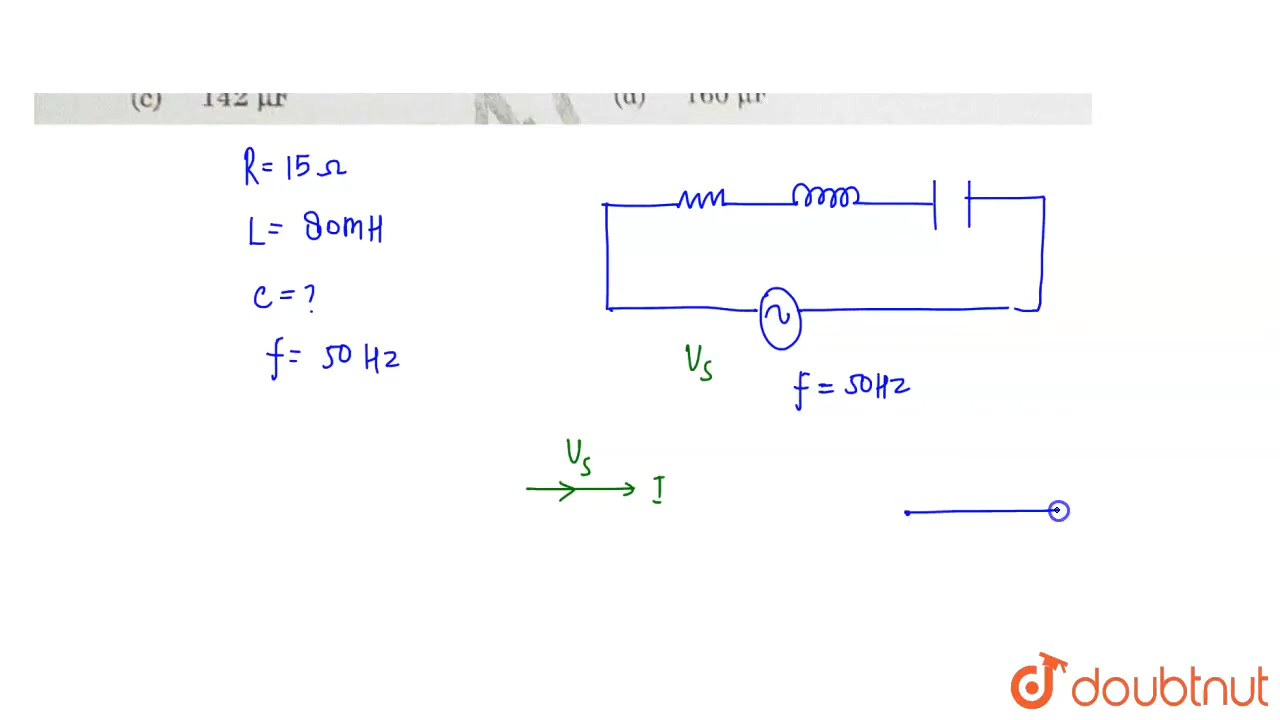 (c) 142 µF (d) 160 µF
R = 15 Ω
L = 80mH
C = ?
f = 50 Hz
Vs
f = 50Hz
Vs
I
doubtnut